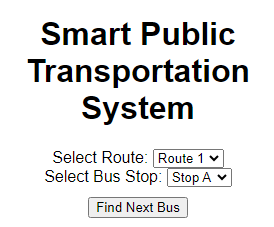 Smart Public
Transportation
System
Select Route: Route 1
Select Bus Stop: Stop A
Find Next Bus